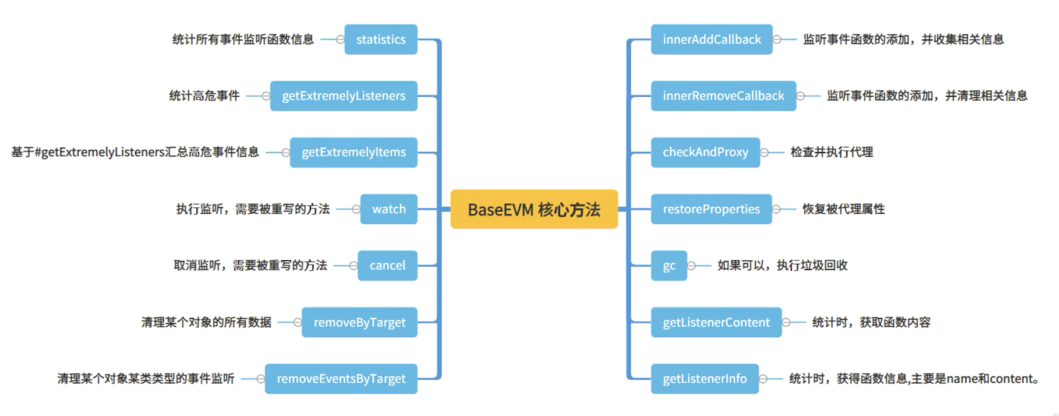 BaseEVM 核心方法
统计所有事件监听函数信息 statistics
统计高危事件 getExtremelyListeners
基于#getExtremelyListeners汇总高危事件信息 getExtremelyItems
执行监听，需要被重写的方法 watch
取消监听，需要被重写的方法 cancel
清理某个对象的所有数据 removeByTarget
清理某个对象某类类型的事件监听 removeEventsByTarget
innerAddCallback 监听事件函数的添加，并收集相关信息
innerRemoveCallback 监听事件函数的添加，并清理相关信息
checkAndProxy 检查并执行代理
restoreProperties 恢复被代理属性
gc 如果可以，执行垃圾回收
getListenerContent 统计时，获取函数内容
getListenerInfo 统计时，获得函数信息,主要是name和content。